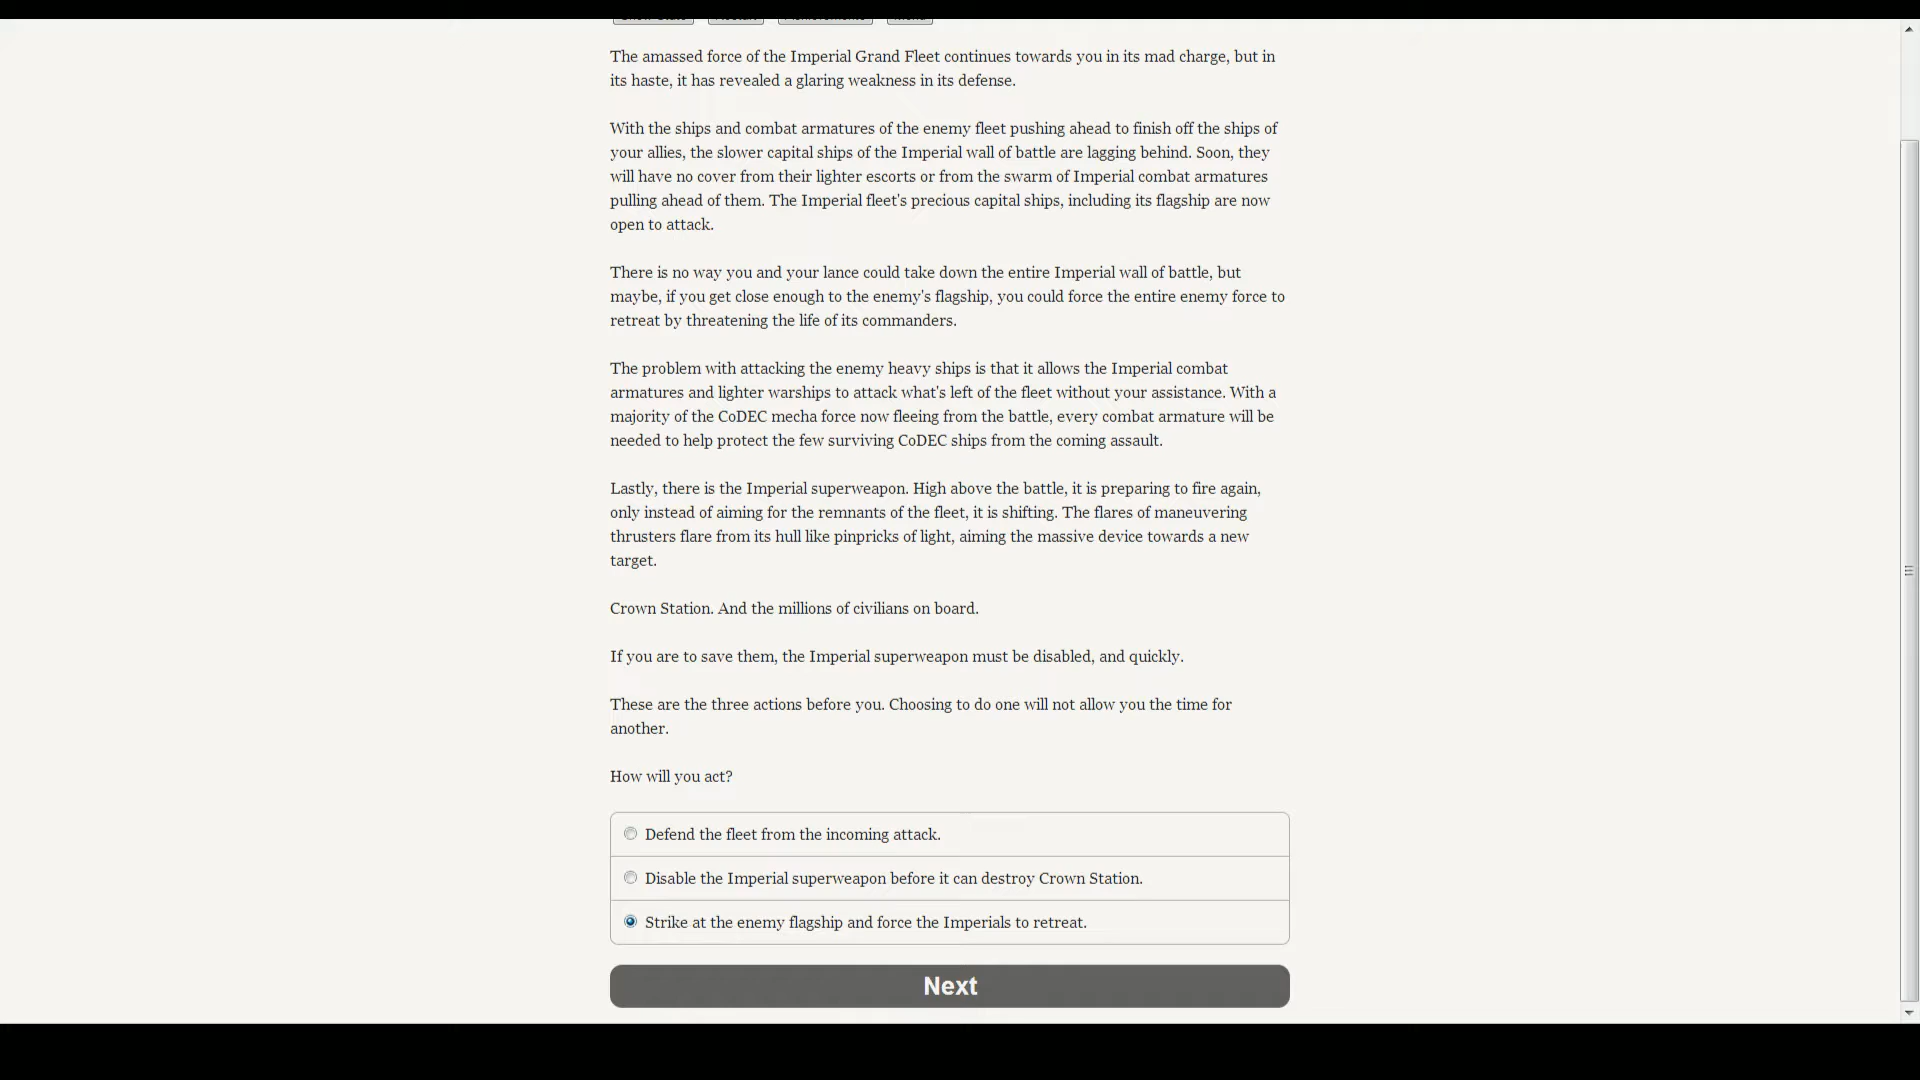 The amassed force of the Imperial Grand Fleet continues towards you in its mad charge, but in
its haste, it has revealed a glaring weakness in its defense.
With the ships and combat armatures of the enemy fleet pushing ahead to finish off the ships of
your allies, the slower capital ships of the Imperial wall of battle are lagging behind. Soon, they
will have no cover from their lighter escorts or from the swarm of Imperial combat armatures
pulling ahead of them. The Imperial fleet's precious capital ships, including its flagship are now
open to attack.
There is no way you and your lance could take down the entire Imperial wall of battle, but
maybe, if you get close enough to the enemy's flagship, you could force the entire enemy force to
retreat by threatening the life of its commanders.
The problem with attacking the enemy heavy ships is that it allows the Imperial combat
armatures and lighter warships to attack what's left of the fleet without your assistance. With a
majority of the CoDEC mecha force now fleeing from the battle, every combat armature will be
needed to help protect the few surviving CoDEC ships from the coming assault.
Lastly, there is the Imperial superweapon. High above the battle, it is preparing to fire again,
only instead of aiming for the remnants of the fleet, it is shifting. The flares of maneuvering
thrusters flare from its hull like pinpricks of light, aiming the massive device towards a new
target.
Crown Station. And the millions of civilians on board.
If you are to save them, the Imperial superweapon must be disabled, and quickly.
These are the three actions before you. Choosing to do one will not allow you the time for
another.
How will you act?
Defend the fleet from the incoming attack.
Disable the Imperial superweapon before it can destroy Crown Station.
Strike at the enemy flagship and force the Imperials to retreat.
Next